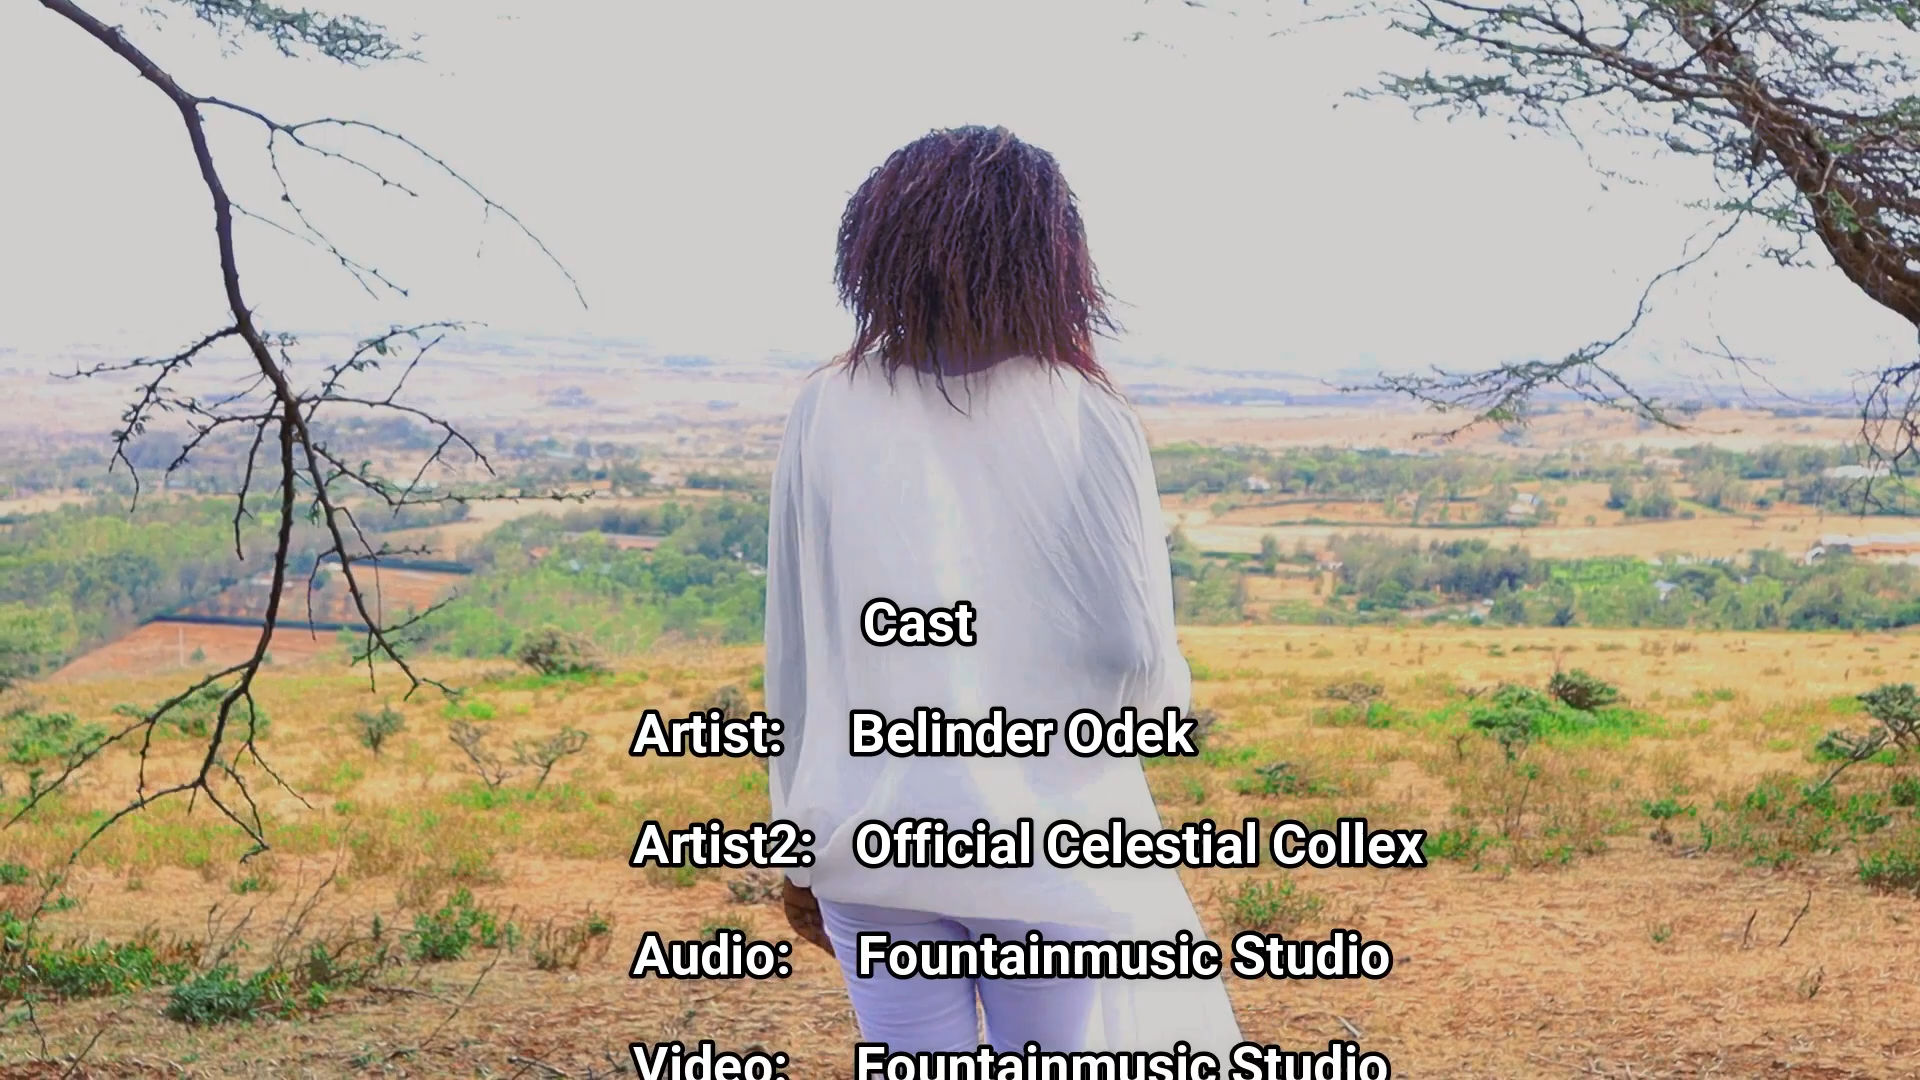 Cast
Artist: Belinder Odek
Artist2: Official Celestial Collex
Audio: Fountainmusic Studio
Video: Fountainmusic Studio